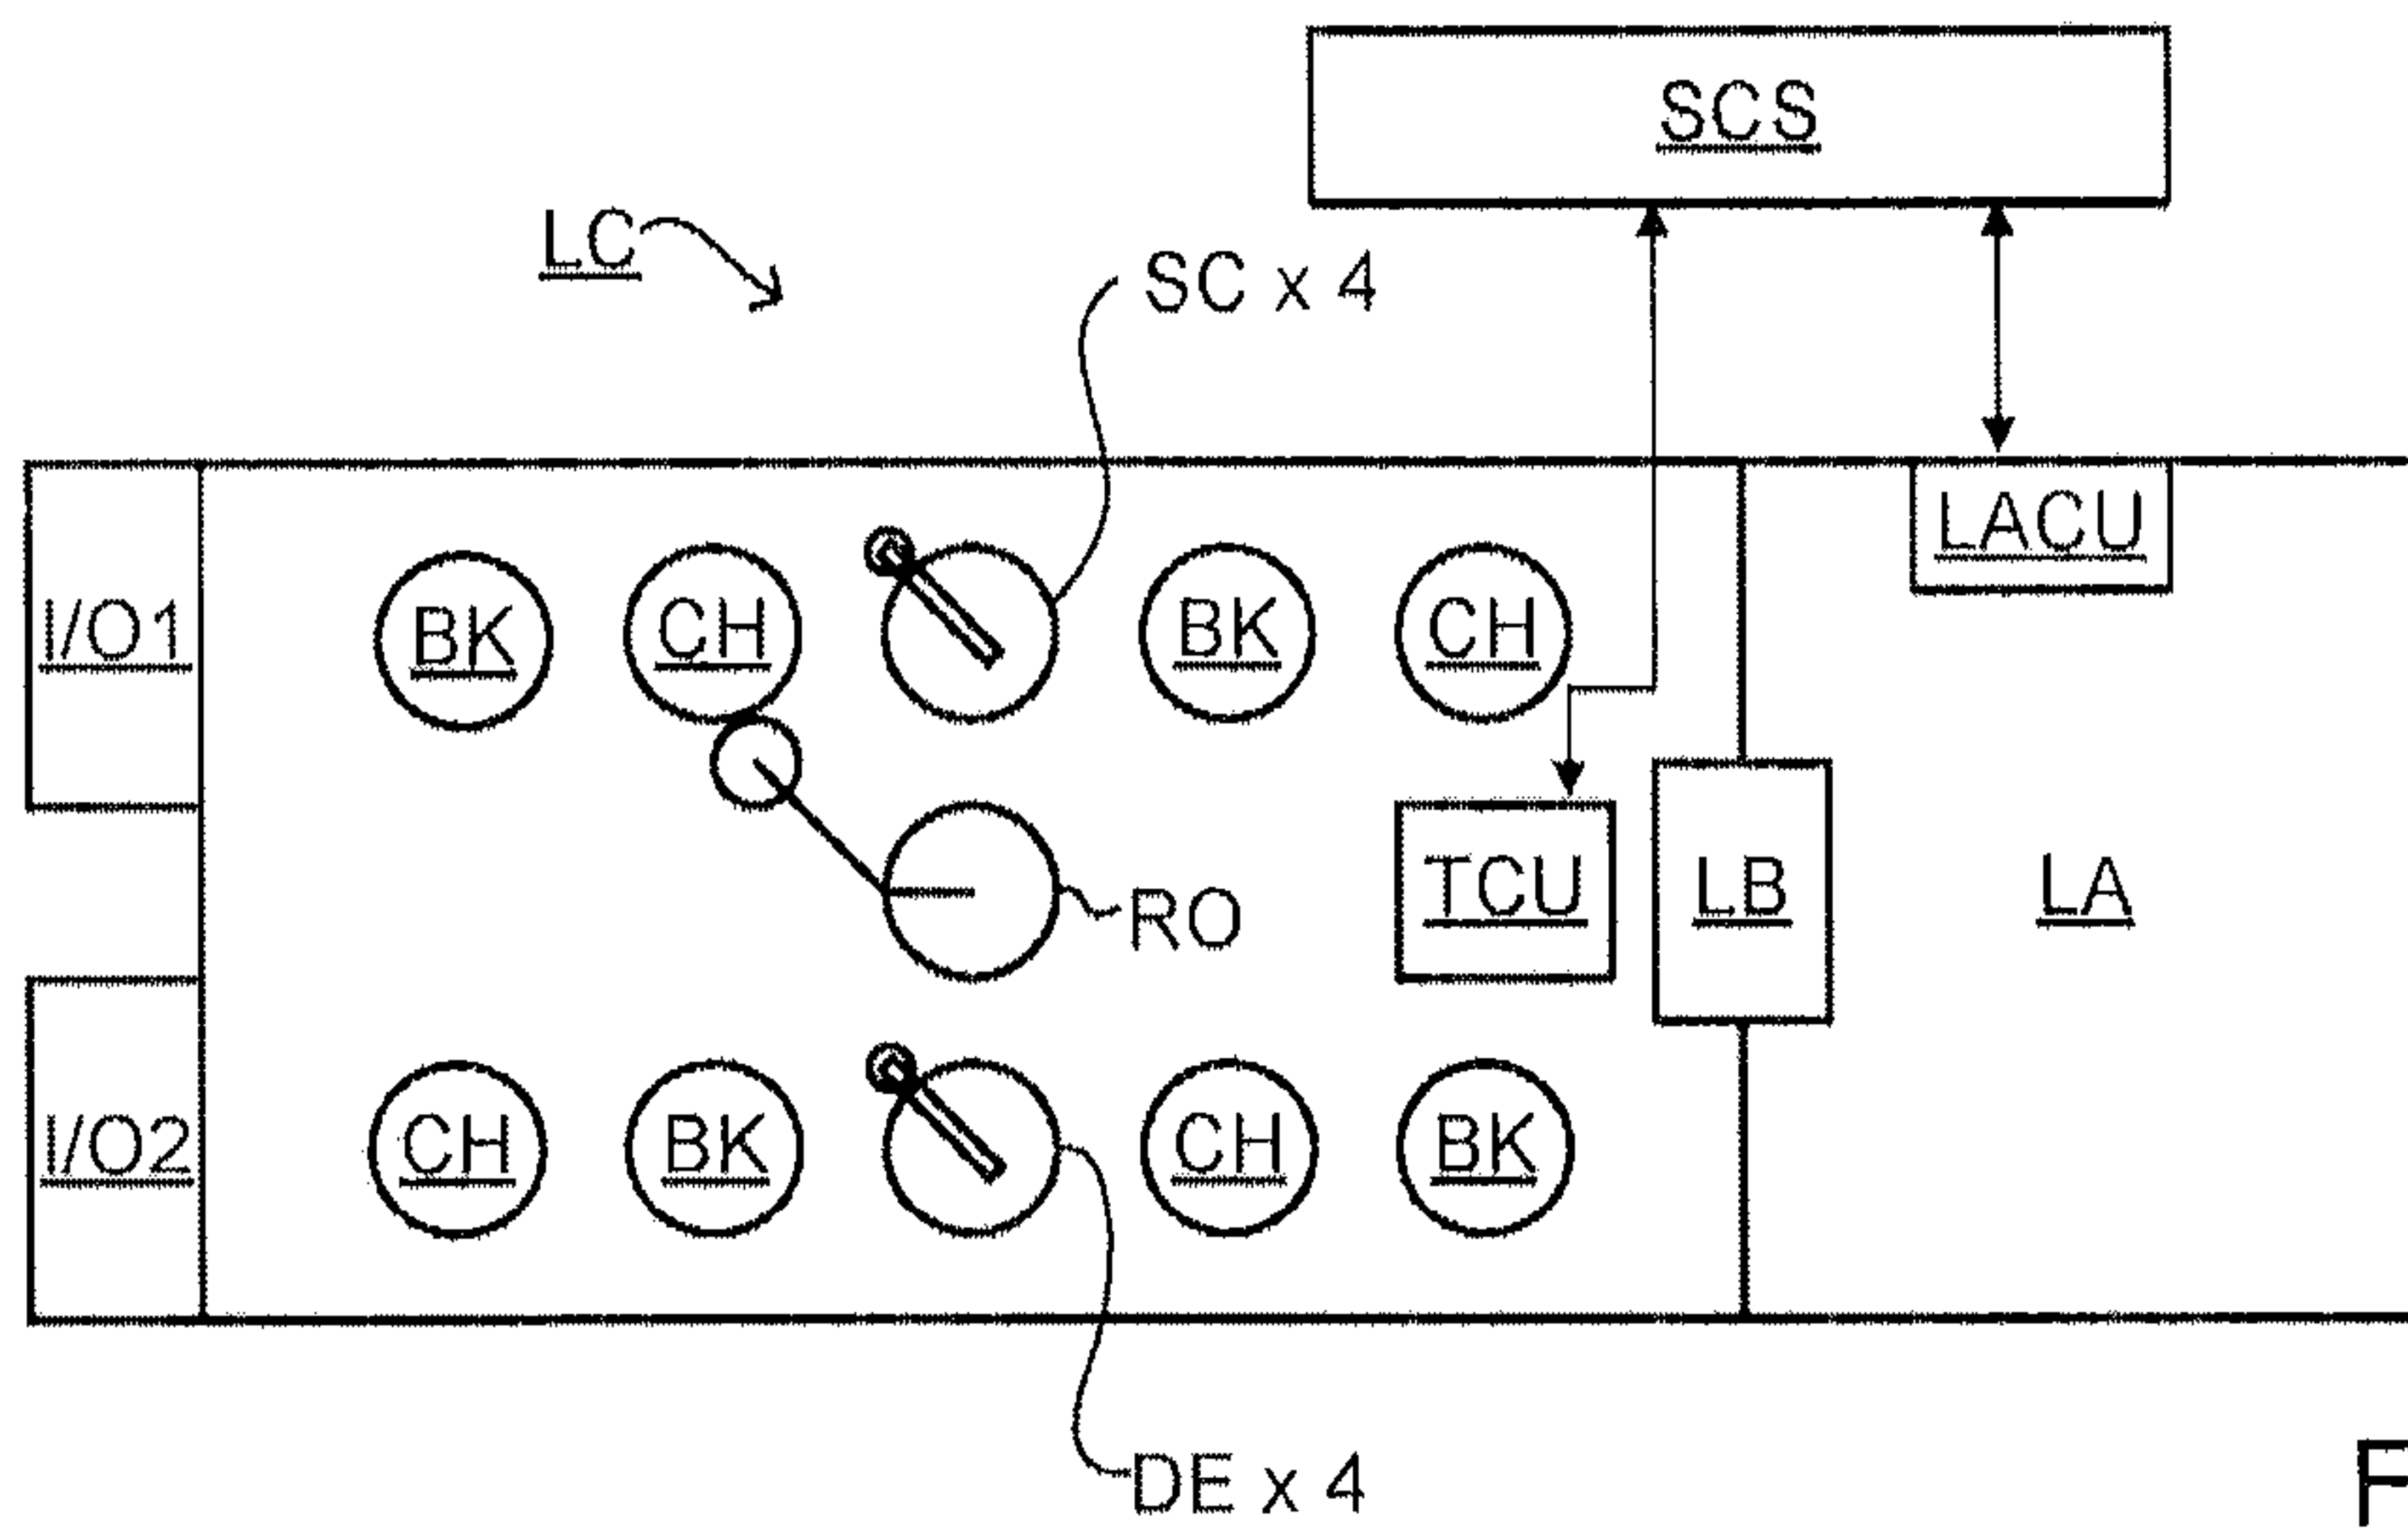 SCS
LC
SC x 4
LACU
I/O1
BK
CH
BK
CH
RO
TCU
LB
LA
I/O2
CH
BK
CH
BK
DE x 4
F